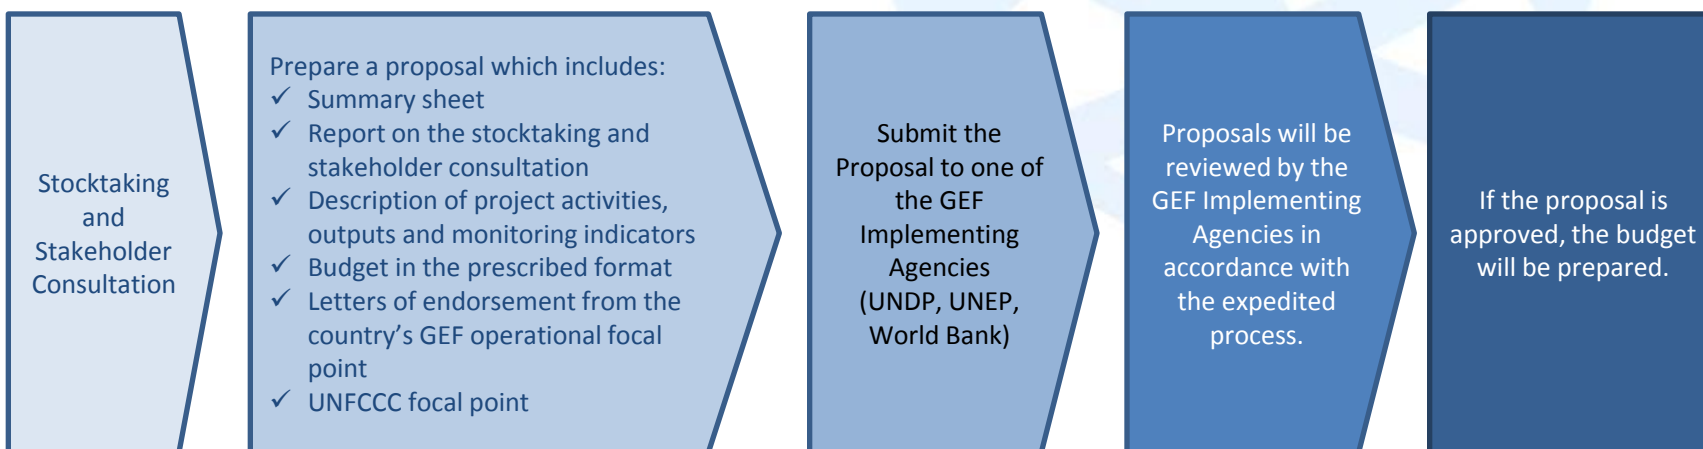 Stocktaking
and
Stakeholder
Consultation
Prepare a proposal which includes:
✓ Summary sheet
✓ Report on the stocktaking and
stakeholder consultation
✓ Description of project activities,
outputs and monitoring indicators
✓ Budget in the prescribed format
✓ Letters of endorsement from the
country's GEF operational focal
point
✓ UNFCCC focal point
Submit the
Proposal to one of
the GEF
Implementing
Agencies
(UNDP, UNEP,
World Bank)
Proposals will be
reviewed by the
GEF Implementing
Agencies in
accordance with
the expedited
process.
If the proposal is
approved, the budget
will be prepared.